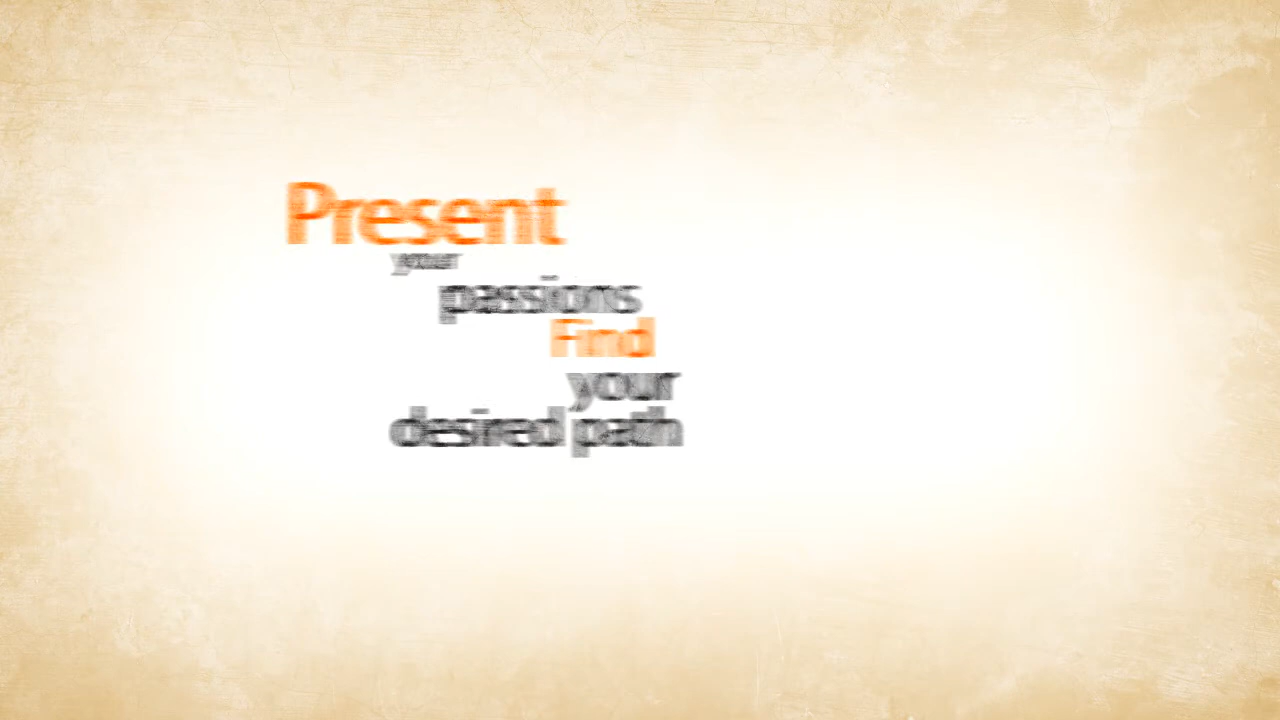 Present
your
passions
Find
your
desired path